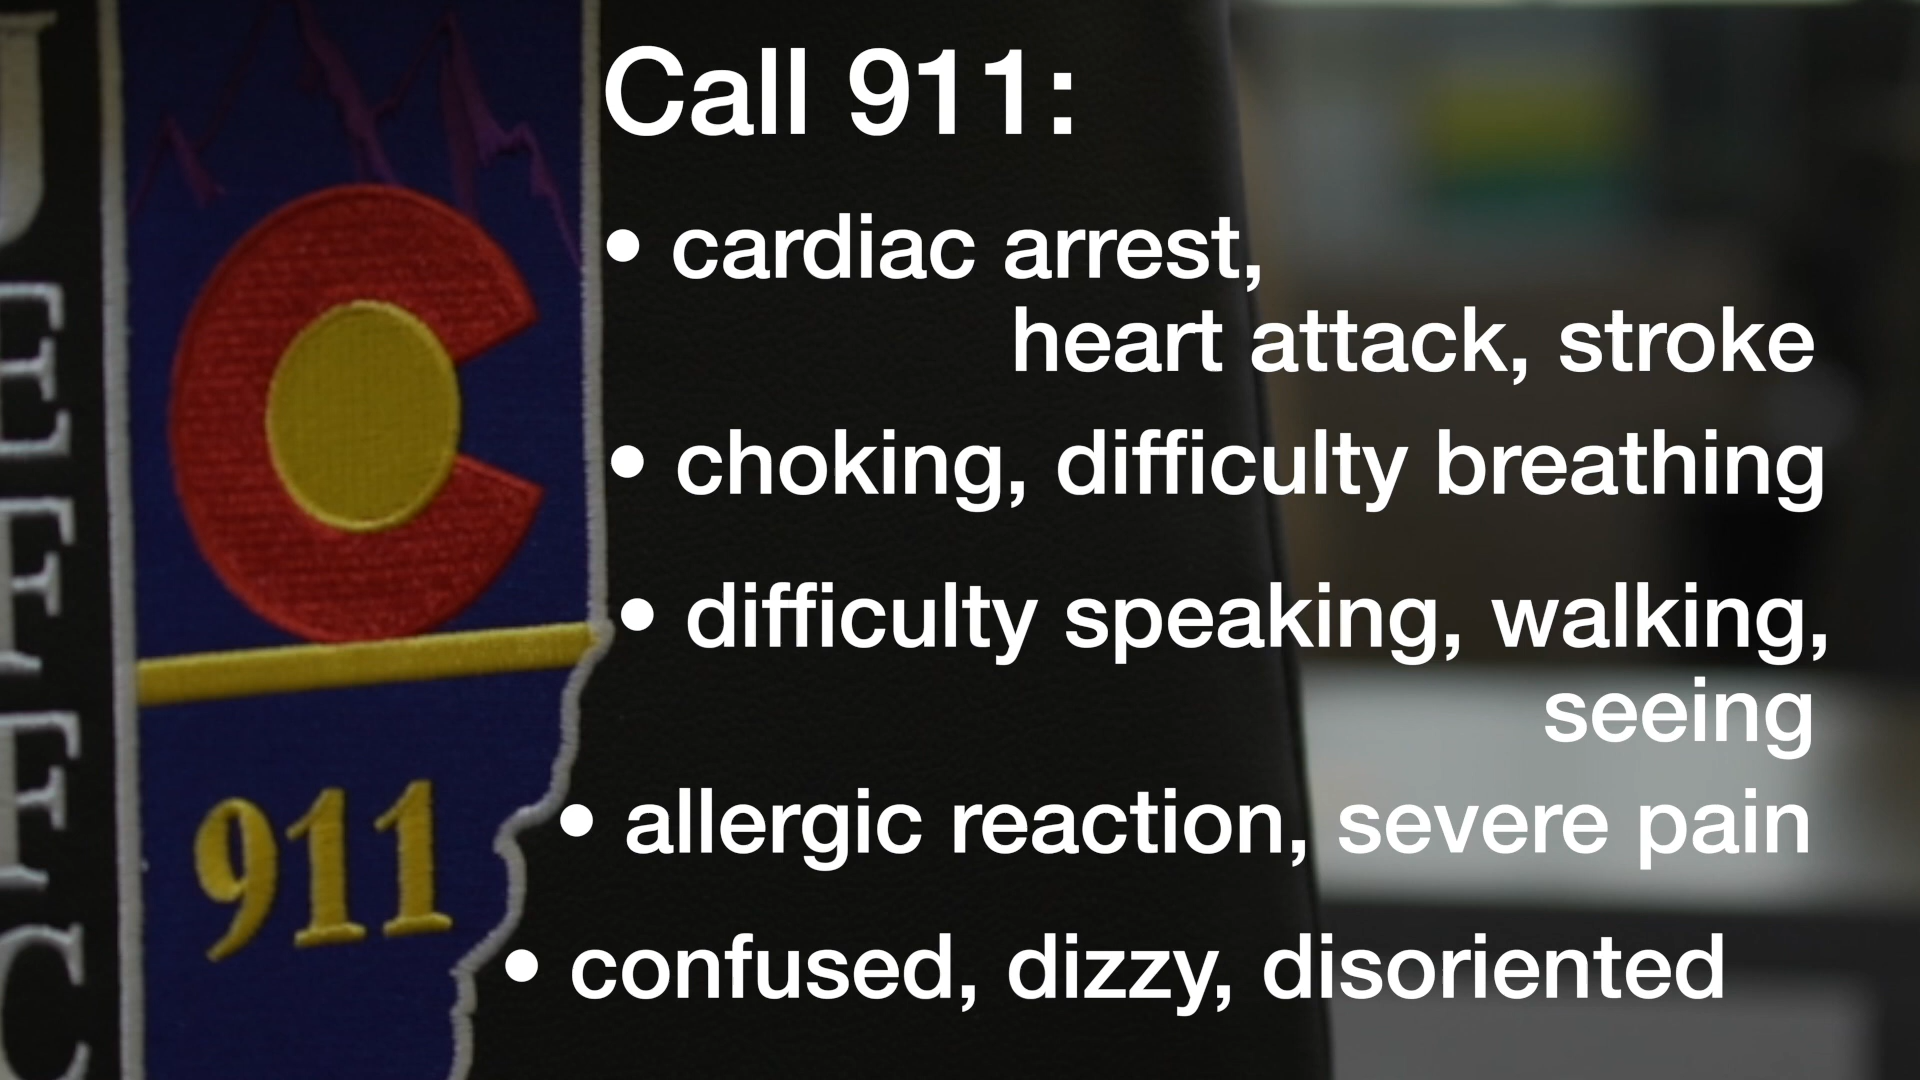 Call 911:
• cardiac arrest,
heart attack, stroke
• choking, difficulty breathing
• difficulty speaking, walking,
seeing
• allergic reaction, severe pain
• confused, dizzy, disoriented
911